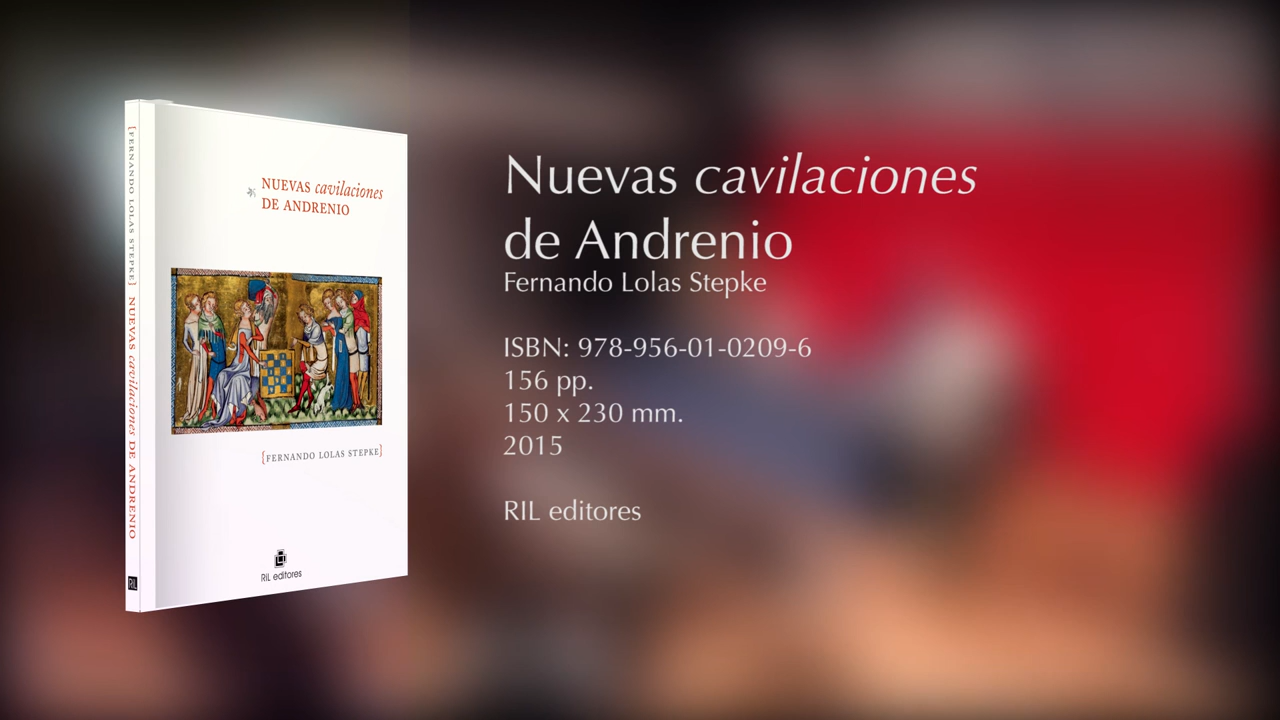 [FERNANDO LOLAS STEPKE] NUEVAS cavilaciones DE ANDRENIO
RIL
NUEVAS cavilaciones
DE ANDRENIO
[FERNANDO LOLAS STEPKE]
RIL editores
Nuevas cavilaciones
de Andrenio
Fernando Lolas Stepke
ISBN: 978-956-01-0209-6
156 pp.
150 x 230 mm.
2015
RIL editores